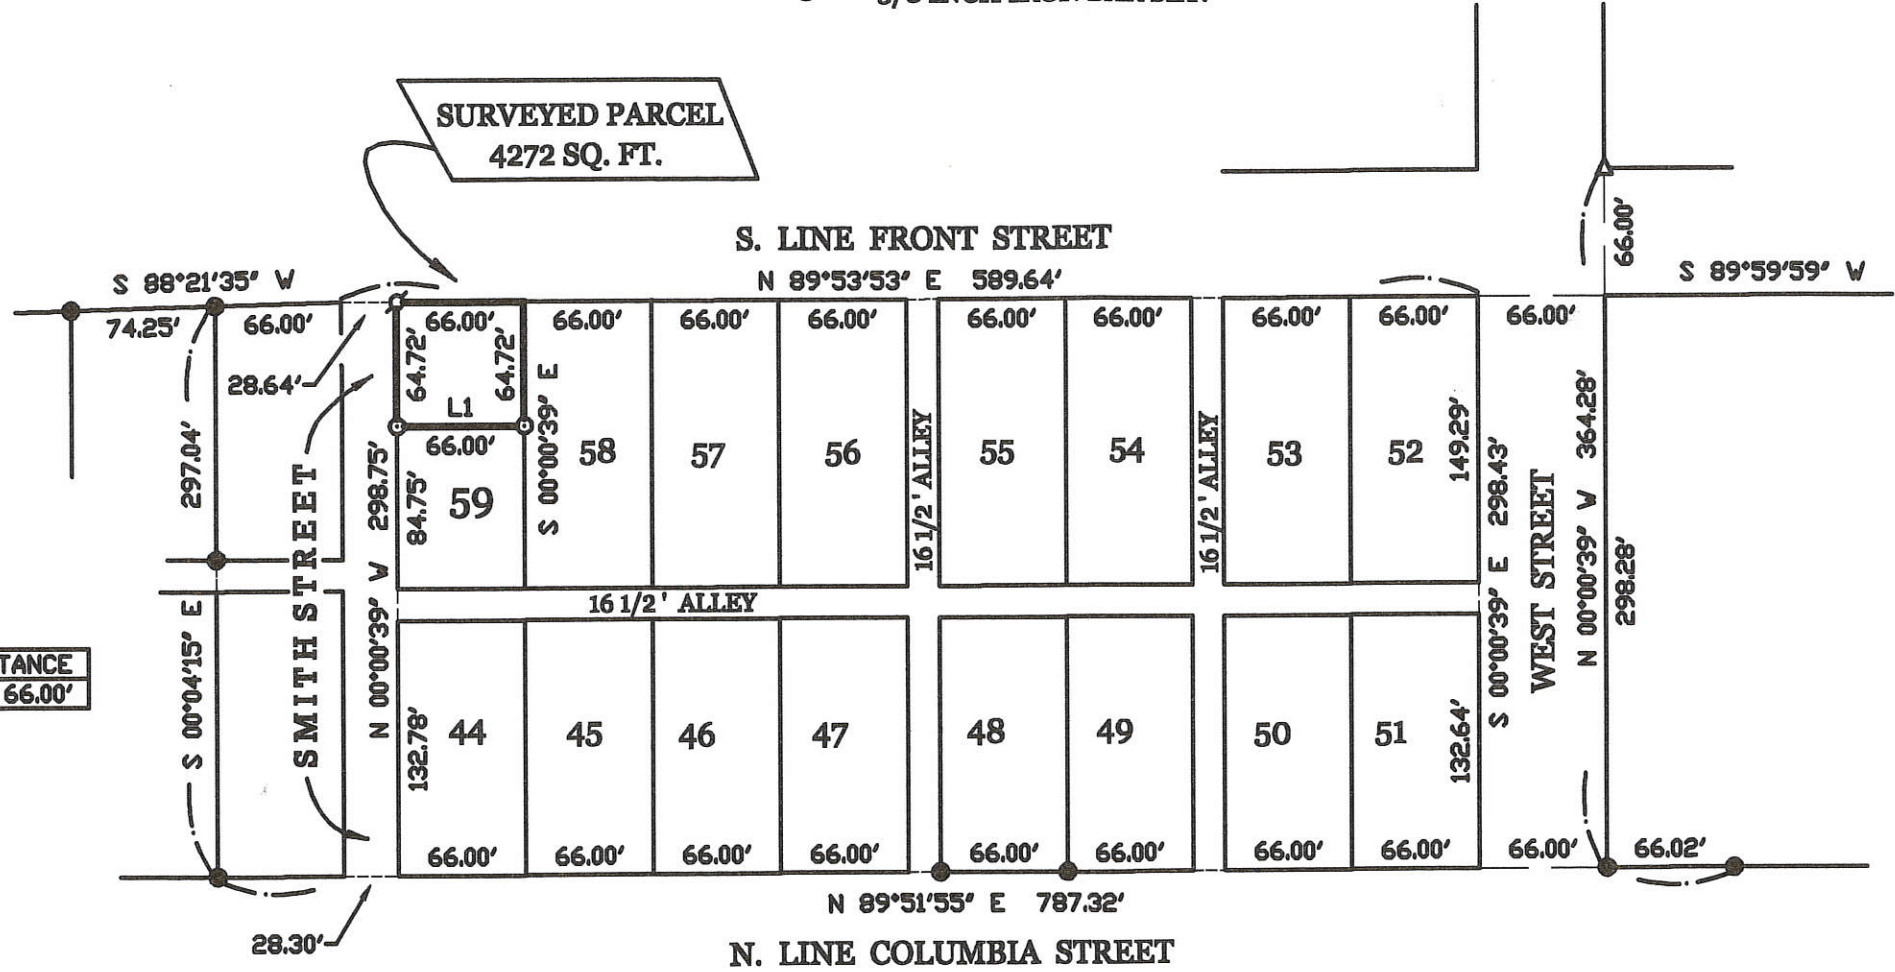 SURVEYED PARCEL
4272 SQ. FT.
S. LINE FRONT STREET
N 89°53'53" E 589.64'
S 88°21'35" W
S 89°59'59" W
66.00'
74.25'
66.00'
28.64'
66.00'
66.00'
66.00'
66.00'
66.00'
66.00'
66.00'
66.00'
66.00'
64.72'
64.72'
L1
66.00'
S 00°00'39" E
297.04'
298.75'
84.75'
59
58
57
56
16 1/2' ALLEY
55
54
16 1/2' ALLEY
53
52
149.29'
298.43'
S 00°00'39" E
WEST STREET
N 00°00'39" W 364.28'
298.28'
SMITH STREET
N 00°00'39" W
16 1/2' ALLEY
S 00°04'15" E
TANCE
66.00'
132.78'
44
45
46
47
48
49
50
51
132.64'
66.00'
66.00'
66.00'
66.00'
66.00'
66.00'
66.00'
66.00'
66.00'
66.02'
28.30'
N 89°51'55" E 787.32'
N. LINE COLUMBIA STREET